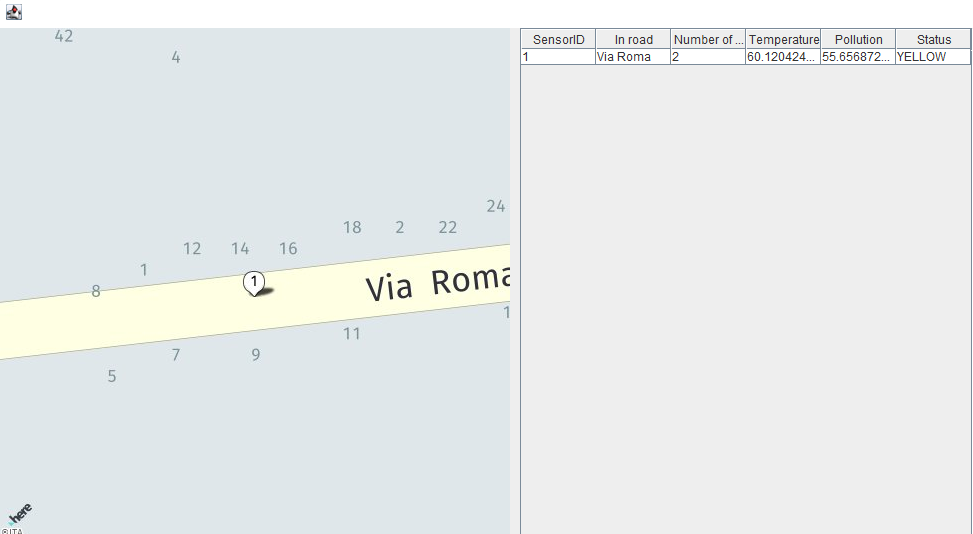 42
4
24
18 2 22
12 14 16
1
1
8
Via Roma
1
11
7 9
5
here
©ITA
SensorID In road Number of ... Temperature Pollution Status
1 Via Roma 2 60.120424... 55.656872... YELLOW